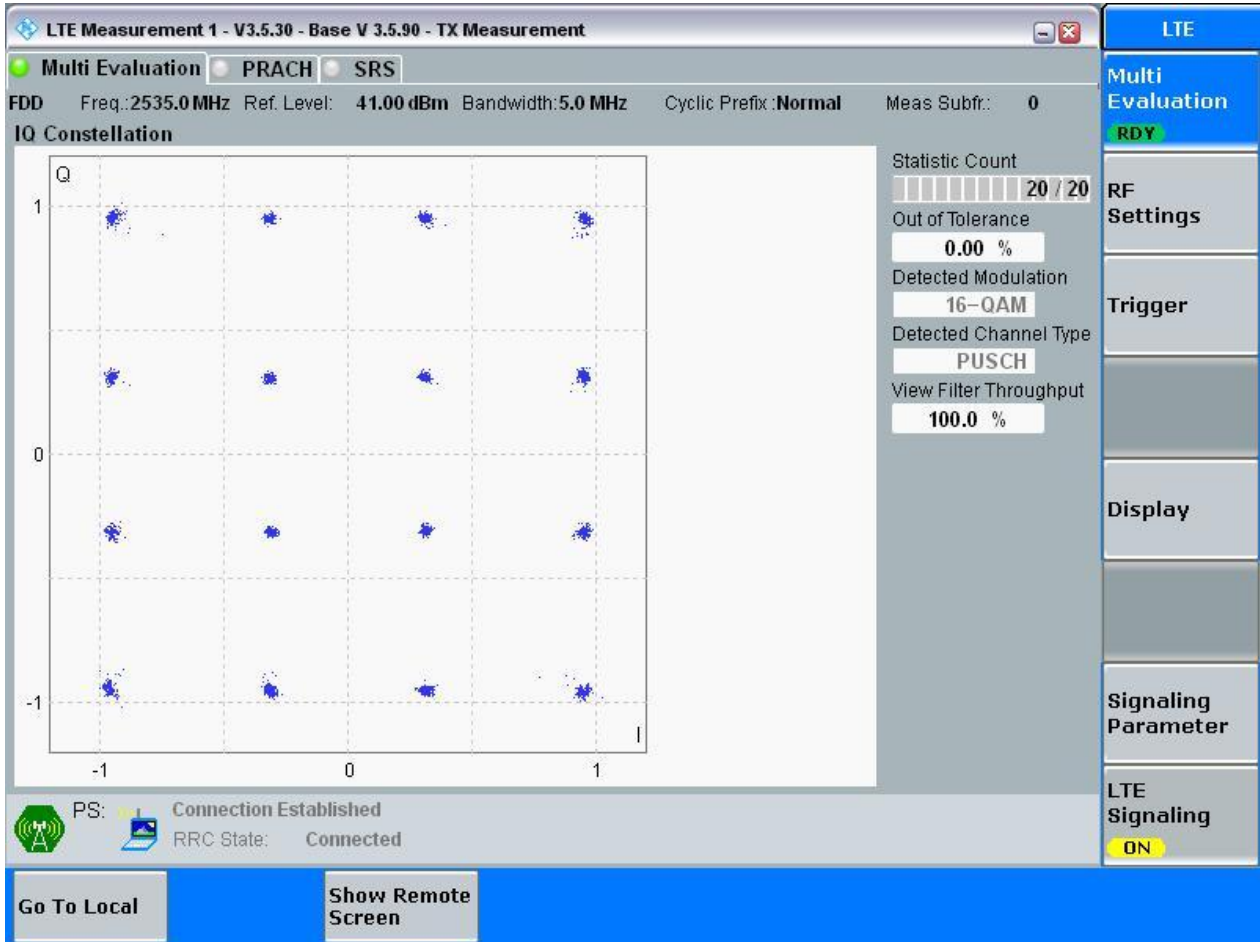 LTE Measurement 1 - V3.5.30 - Base V 3.5.90 - TX Measurement
LTE
Multi Evaluation PRACH SRS
FDD Freq.:2535.0 MHz Ref. Level: 41.00 dBm Bandwidth:5.0 MHz Cyclic Prefix :Normal Meas Subfr.: 0
IQ Constellation
Q
1
0
-1
I
-1 0 1
Statistic Count
20 / 20
Out of Tolerance
0.00 %
Detected Modulation
16-QAM
Detected Channel Type
PUSCH
View Filter Throughput
100.0 %
Multi
Evaluation
RDY
RF
Settings
Trigger
Display
Signaling
Parameter
LTE
Signaling
ON
PS: Connection Established
RRC State: Connected
Go To Local
Show Remote
Screen